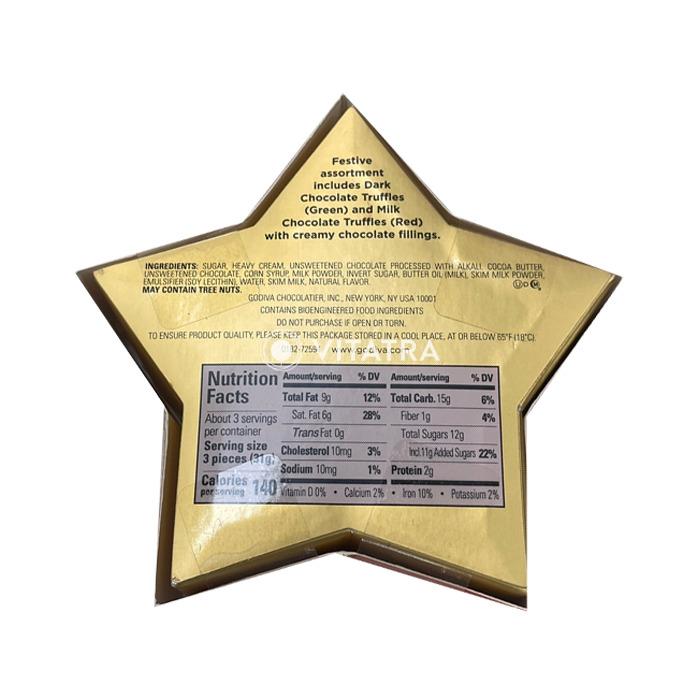 Festive
assortment
includes Dark
Chocolate Truffles
(Green) and Milk
Chocolate Truffles (Red)
with creamy chocolate fillings.
INGREDIENTS: SUGAR, HEAVY CREAM, UNSWEETENED CHOCOLATE PROCESSED WITH ALKALI, COCOA BUTTER,
UNSWEETENED CHOCOLATE, CORN SYRUP, MILK POWDER, INVERT SUGAR, BUTTER OIL (MILK), SKIM MILK POWDER,
EMULSIFIER (SOY LECITHIN), WATER, SKIM MILK, NATURAL FLAVOR.
MAY CONTAIN TREE NUTS.
U D M
GODIVA CHOCOLATIER, INC., NEW YORK, NY USA 10001
CONTAINS BIOENGINEERED FOOD INGREDIENTS
DO NOT PURCHASE IF OPEN OR TORN.
TO ENSURE PRODUCT QUALITY, PLEASE KEEP THIS PACKAGE STORED IN A COOL PLACE, AT OR BELOW 65°F (18°C).
www.godiva.com
VITATRA
Nutrition
Facts
About 3 servings
per container
Serving size
3 pieces (31g)
Calories
per serving 140
Amount/serving % DV
Total Fat 9g 12%
Sat. Fat 6g 28%
Trans Fat 0g
Cholesterol 10mg 3%
Sodium 10mg 1%
Amount/serving % DV
Total Carb. 15g 6%
Fiber 1g 4%
Total Sugars 12g
Incl. 11g Added Sugars 22%
Protein 2g
Vitamin D 0% • Calcium 2% • Iron 10% • Potassium 2%